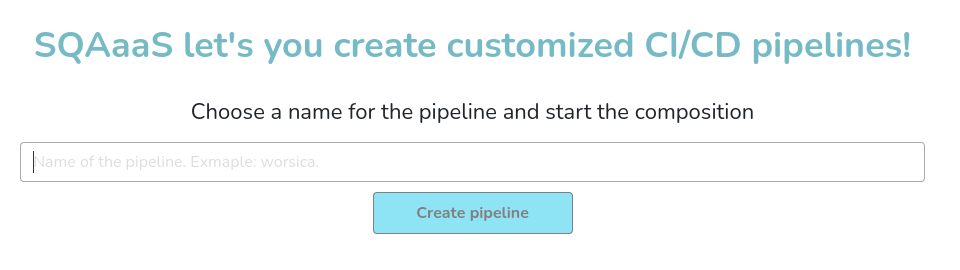 SQAaaS let's you create customized CI/CD pipelines!
Choose a name for the pipeline and start the composition
Name of the pipeline. Exmaple: worsica.
Create pipeline